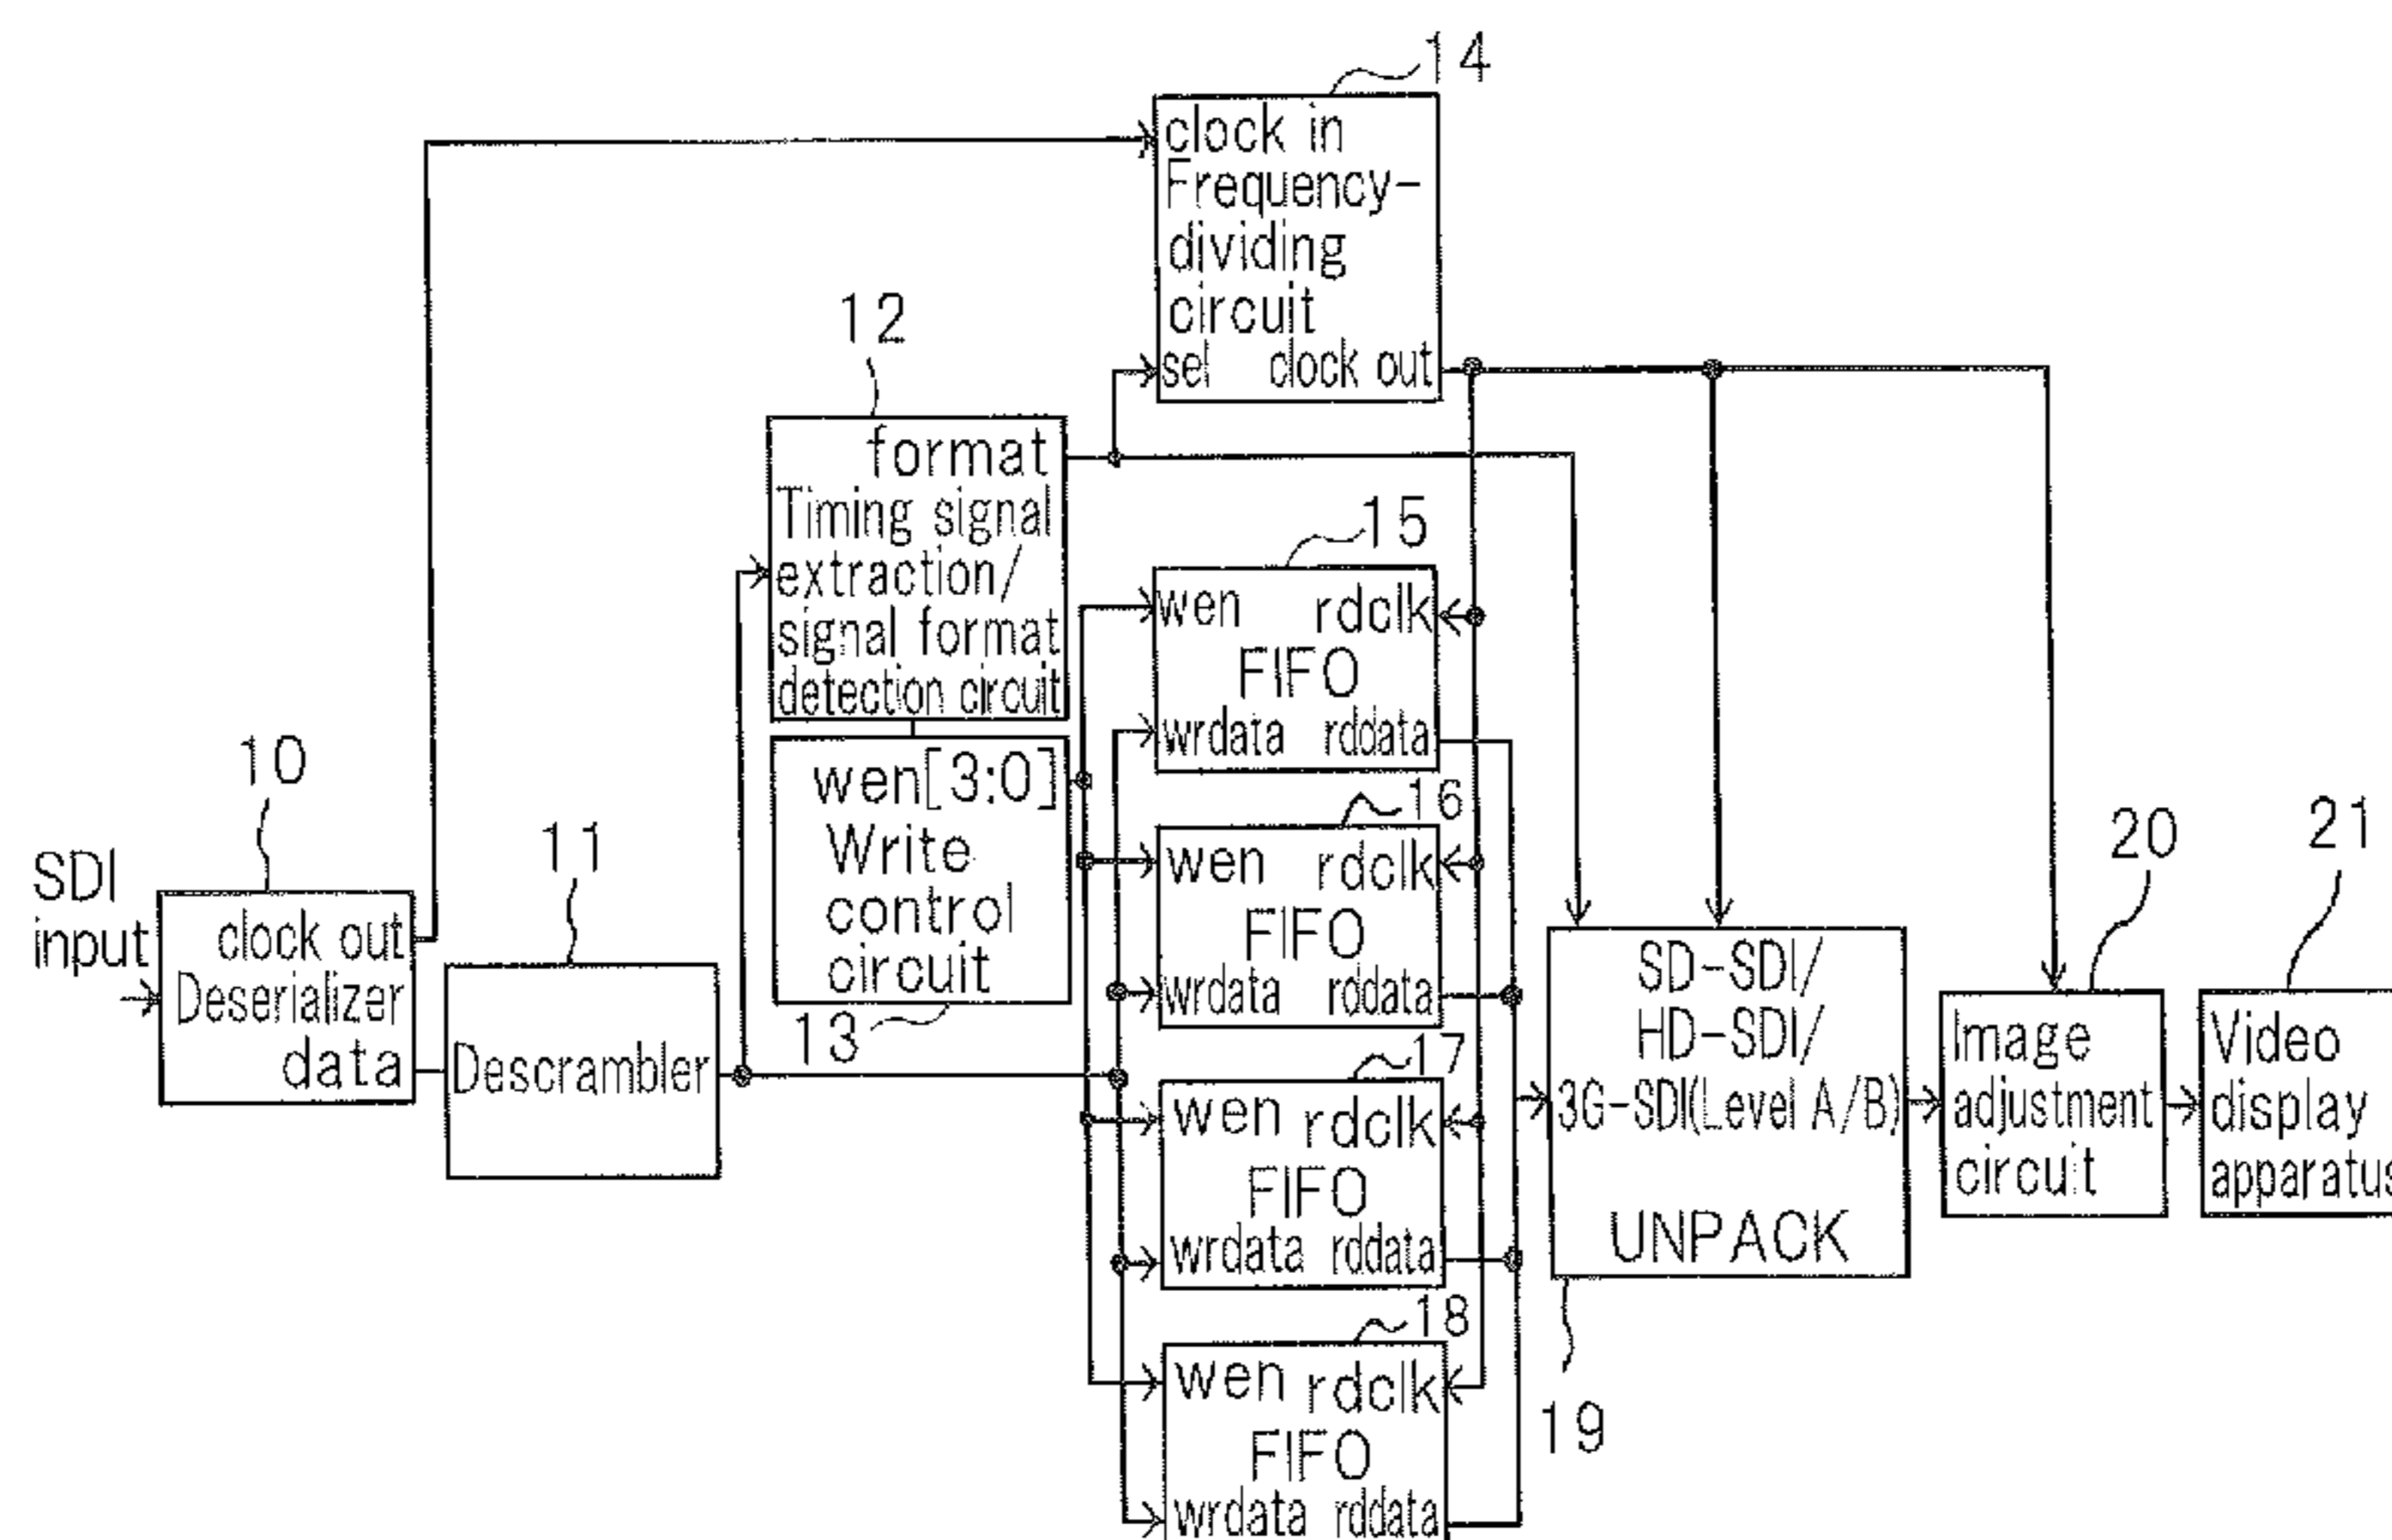 14
clock in
Frequency-
dividing
circuit
sel clock out
12
format
Timing signal
extraction/
signal format
detection circuit
15
wen rdclk
FIFO
wrdata rddata
10
SDI
input
clock out
Deserializer
data
11
Descrambler
wen[3:0]
Write
control
circuit
13
16
wen rdclk
FIFO
wrdata rddata
17
wen rdclk
FIFO
wrdata rddata
18
wen rdclk
FIFO
wrdata rddata
SD-SDI/
HD-SDI/
3G-SDI(Level A/B)
UNPACK
19
20
Image
adjustment
circuit
21
Video
display
apparatus